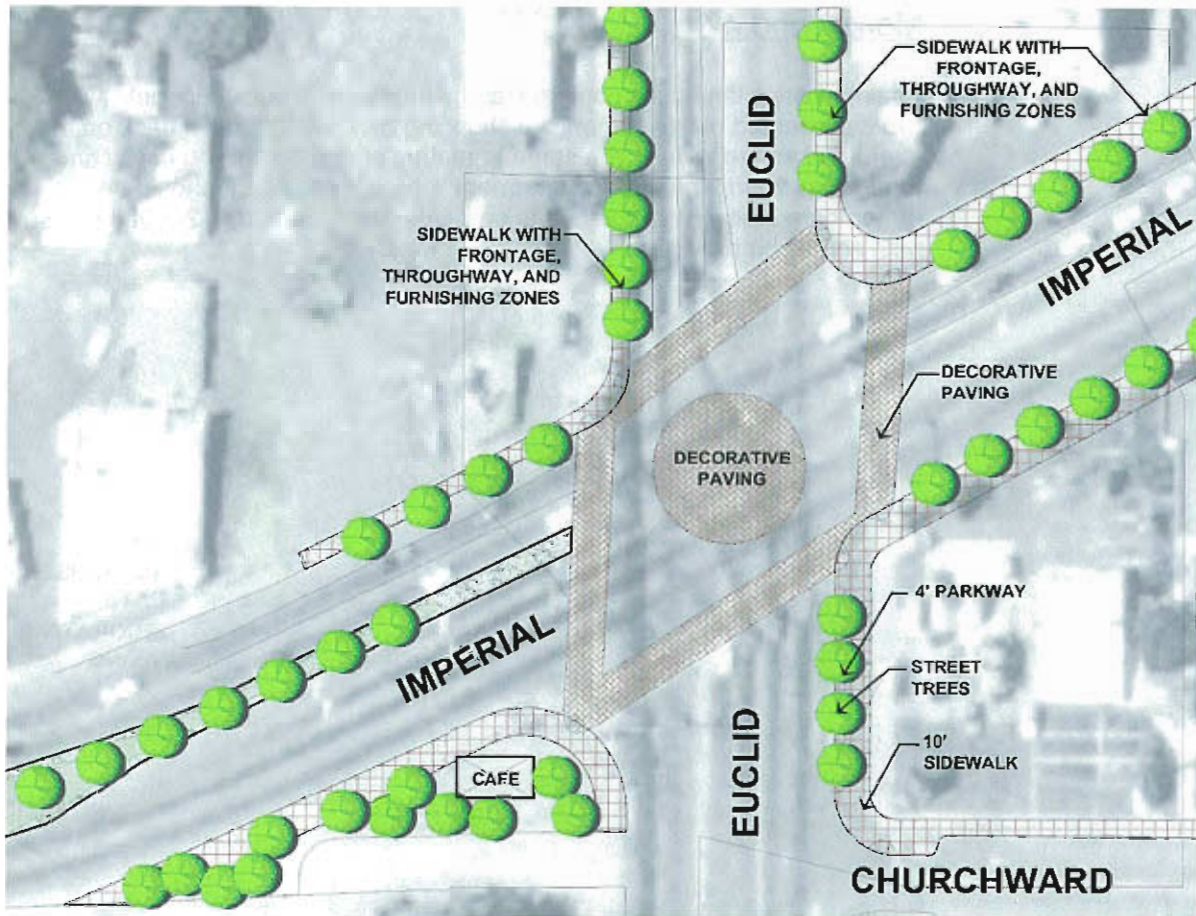 SIDEWALK WITH
FRONTAGE,
THROUGHWAY, AND
FURNISHING ZONES
EUCLID
IMPERIAL
SIDEWALK WITH
FRONTAGE,
THROUGHWAY, AND
FURNISHING ZONES
DECORATIVE
PAVING
DECORATIVE
PAVING
4' PARKWAY
IMPERIAL
STREET
TREES
EUCLID
10'
SIDEWALK
CAFE
CHURCHWARD